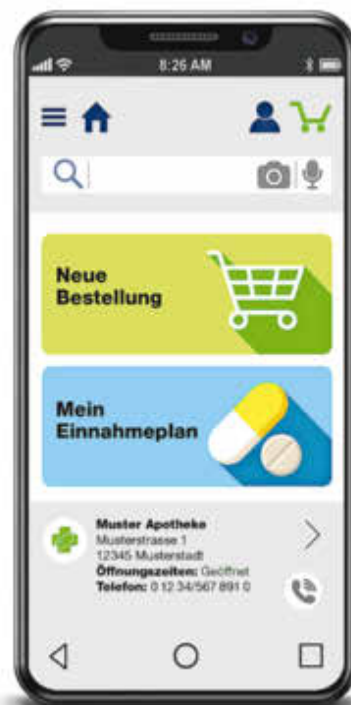 8:26 AM
Neue
Bestellung
Mein
Einnahmeplan
Muster Apotheke
Musterstrasse 1
12345 Musterstadt
Öffnungszeiten: Geöffnet
Telefon: 0 12 34/567 891 0